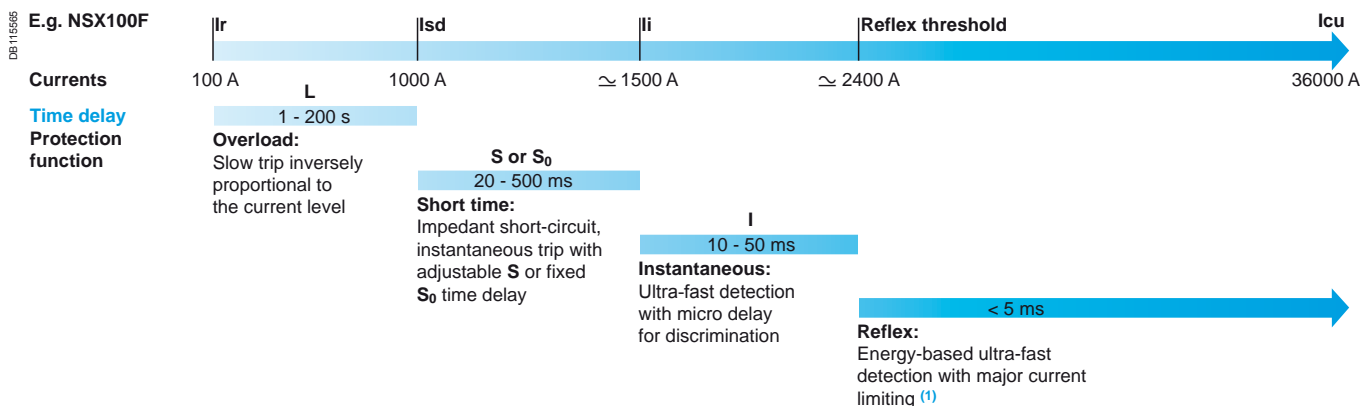 DB115565
E.g. NSX100F
Ir
Isd
Ii
Reflex threshold
Icu
Currents
100 A
1000 A
≃ 1500 A
≃ 2400 A
36000 A
Time delay
Protection
function
L
1 - 200 s
Overload:
Slow trip inversely
proportional to
the current level
S or S₀
20 - 500 ms
Short time:
Impedant short-circuit,
instantaneous trip with
adjustable S or fixed
S₀ time delay
I
10 - 50 ms
Instantaneous:
Ultra-fast detection
with micro delay
for discrimination
< 5 ms
Reflex:
Energy-based ultra-fast
detection with major current
limiting (1)